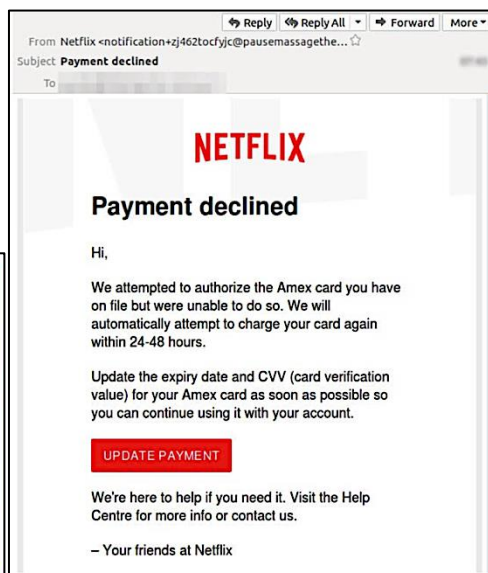 Reply Reply All Forward More
From Netflix <notification+zj462tocfyjc@pausemassagethe...
Subject Payment declined
To
NETFLIX
Payment declined
Hi,
We attempted to authorize the Amex card you have
on file but were unable to do so. We will
automatically attempt to charge your card again
within 24-48 hours.
Update the expiry date and CVV (card verification
value) for your Amex card as soon as possible so
you can continue using it with your account.
UPDATE PAYMENT
We're here to help if you need it. Visit the Help
Centre for more info or contact us.
– Your friends at Netflix